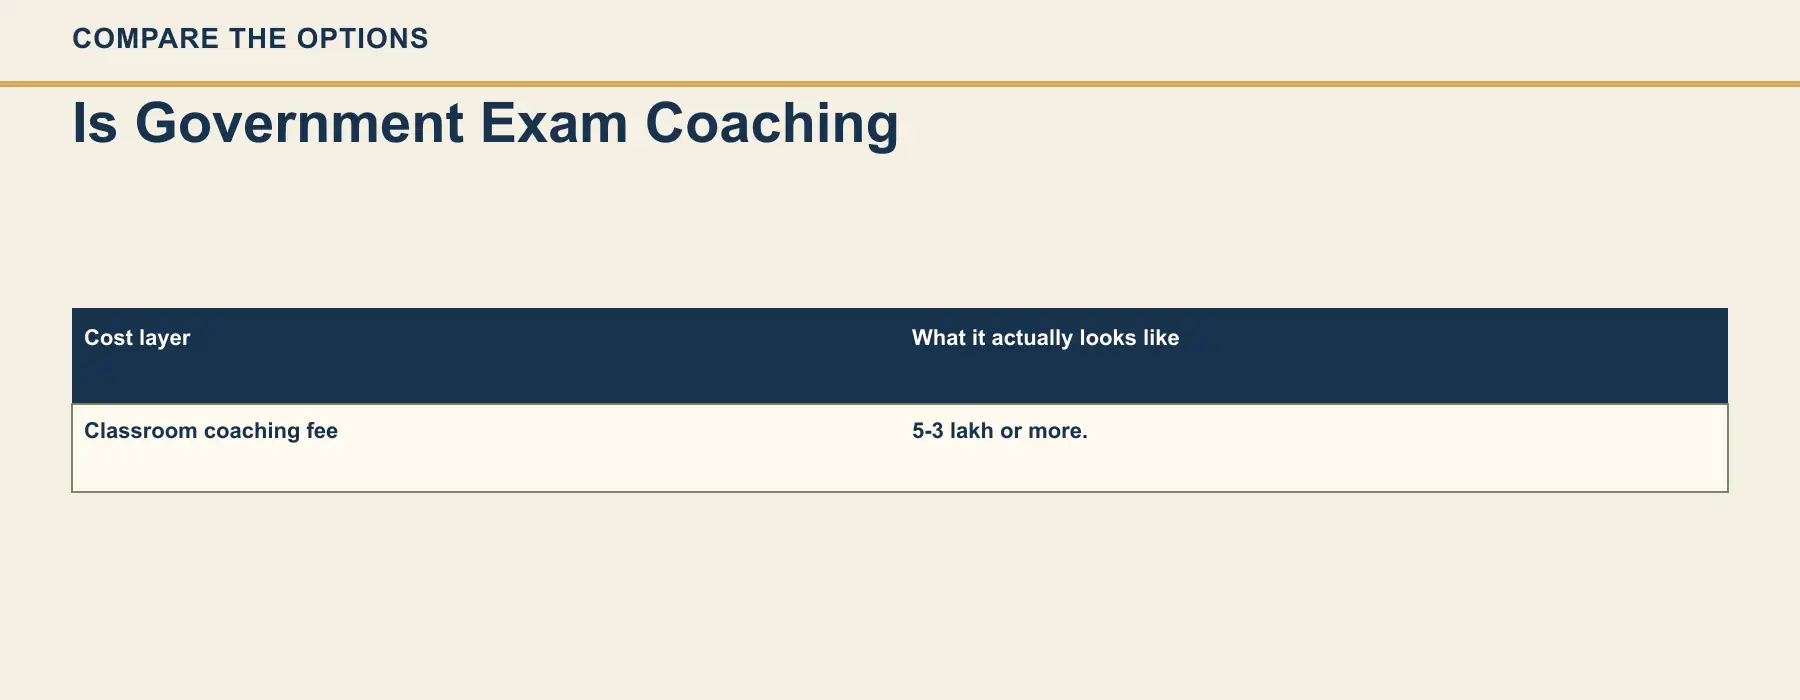 COMPARE THE OPTIONS
Is Government Exam Coaching
Cost layer What it actually looks like
Classroom coaching fee 5-3 lakh or more.